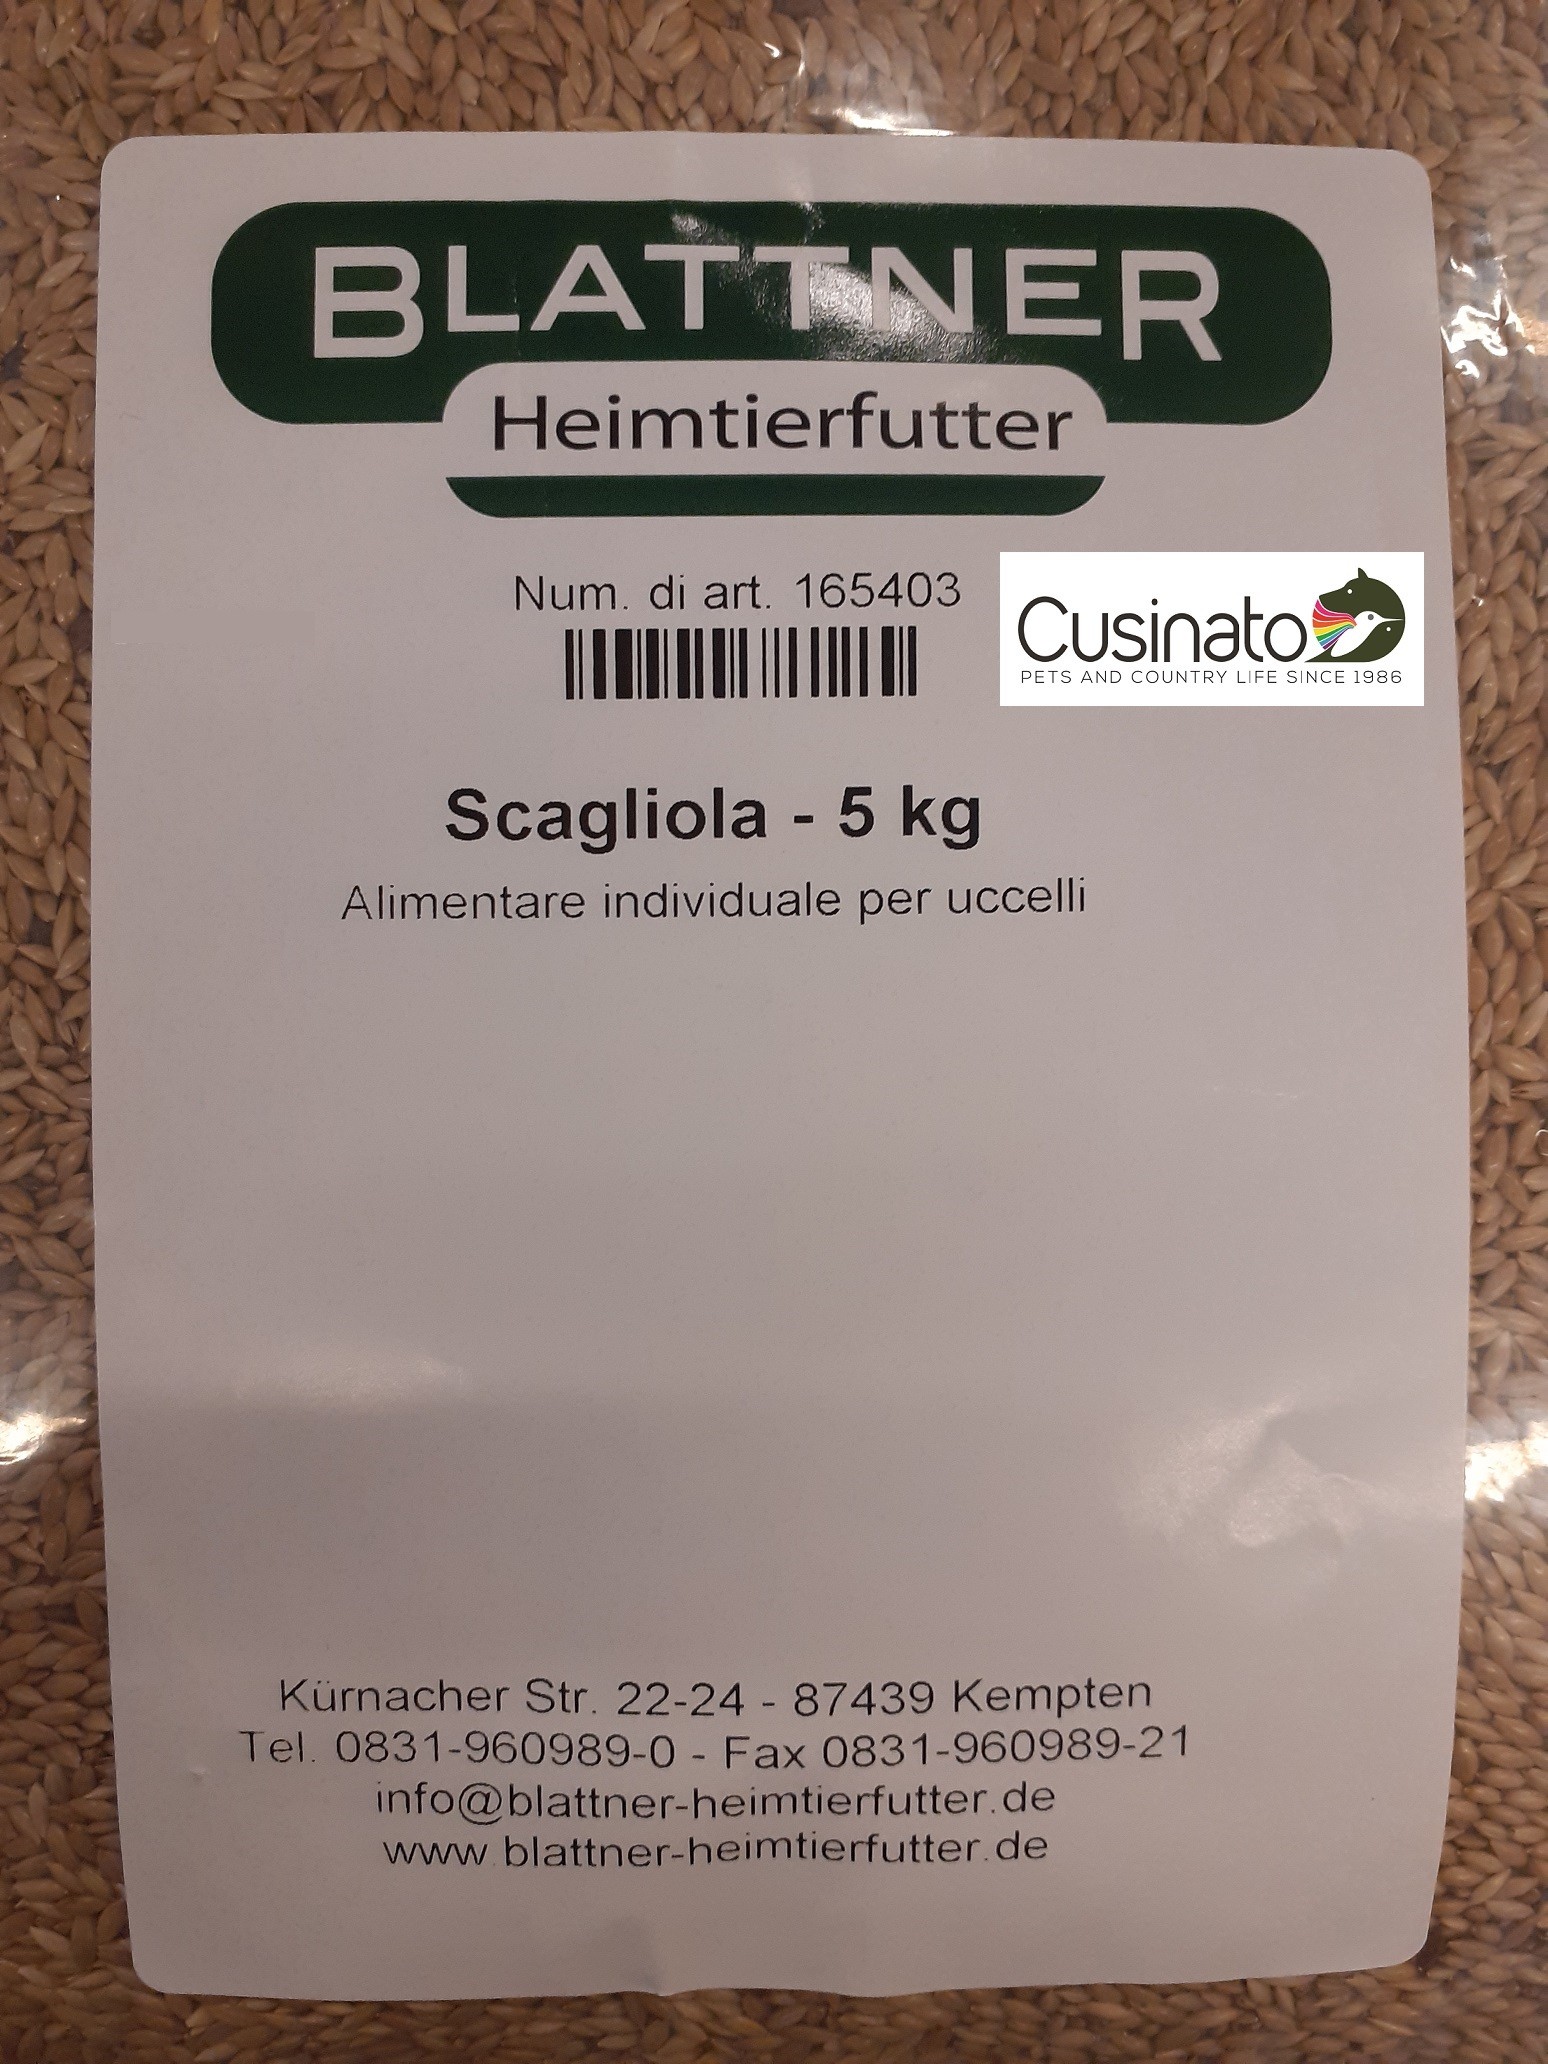 BLATTNER
Heimtierfutter
Num. di art. 165403
Cusinato
PETS AND COUNTRY LIFE SINCE 1986
Scagliola - 5 kg
Alimentare individuale per uccelli
Kürnacher Str. 22-24 - 87439 Kempten
Tel. 0831-960989-0 - Fax 0831-960989-21
info@blattner-heimtierfutter.de
www.blattner-heimtierfutter.de